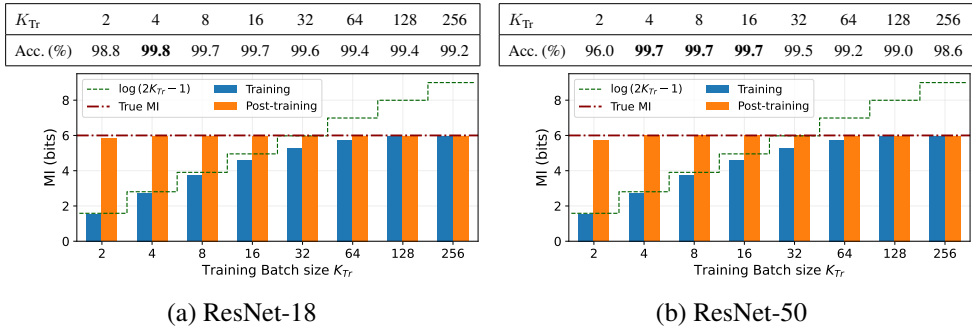 K_Tr 2 4 8 16 32 64 128 256
Acc. (%) 98.8 99.8 99.7 99.7 99.6 99.4 99.4 99.2
MI (bits)
8
6
4
2
0
log (2K_Tr − 1)
True MI
Training
Post-training
2 4 8 16 32 64 128 256
Training Batch size K_Tr
(a) ResNet-18
K_Tr 2 4 8 16 32 64 128 256
Acc. (%) 96.0 99.7 99.7 99.7 99.5 99.2 99.0 98.6
MI (bits)
8
6
4
2
0
log (2K_Tr − 1)
True MI
Training
Post-training
2 4 8 16 32 64 128 256
Training Batch size K_Tr
(b) ResNet-50